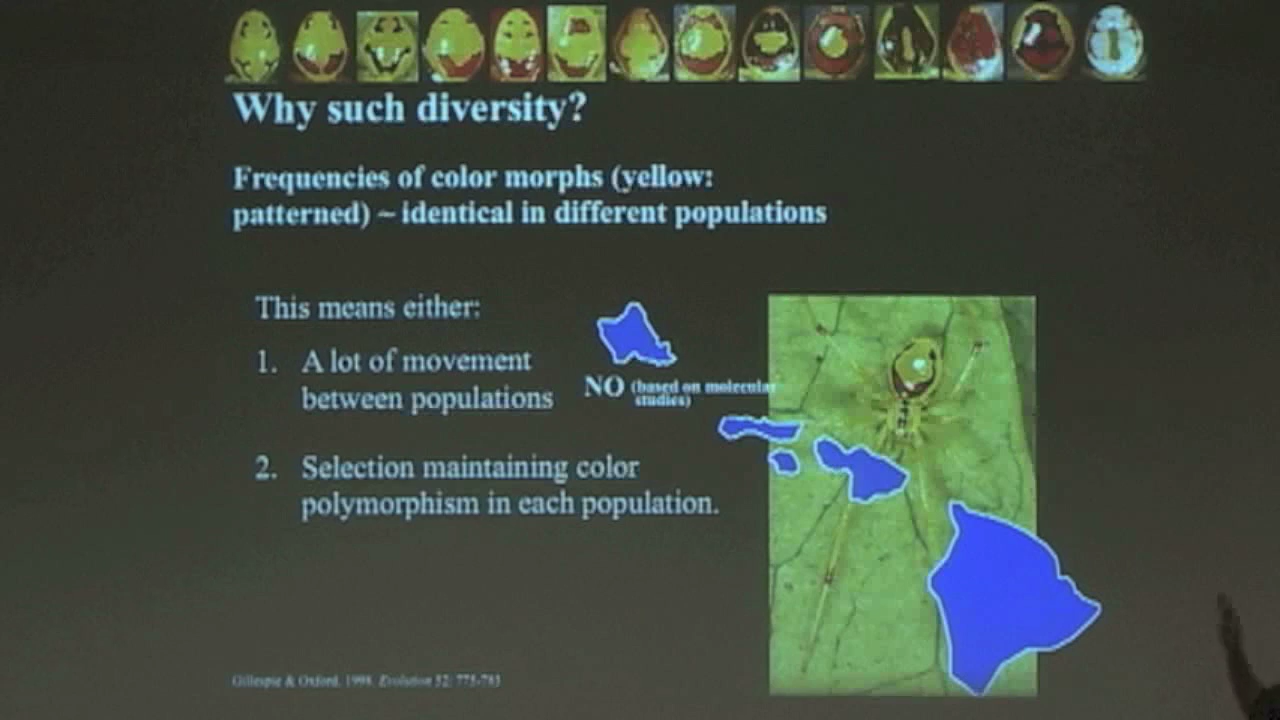 Why such diversity?
Frequencies of color morphs (yellow:
patterned) ~ identical in different populations
This means either:
1. A lot of movement
between populations
NO (based on molecular
studies)
2. Selection maintaining color
polymorphism in each population.
Gillespie & Oxford. 1998. Evolution 52: 775-783